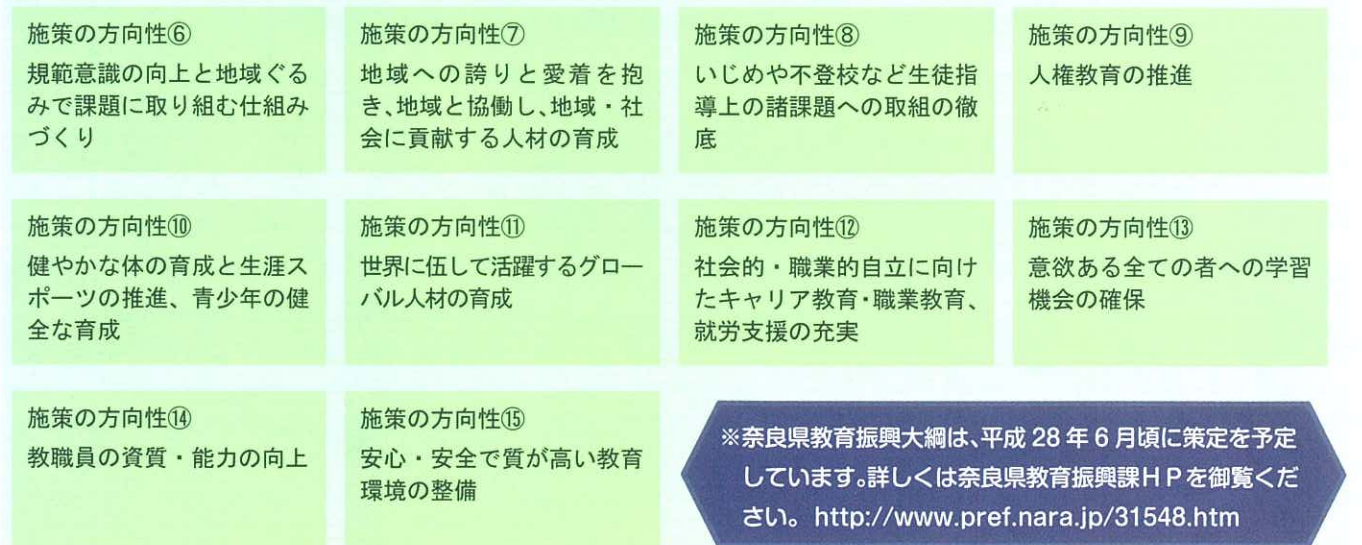 施策の方向性⑥
規範意識の向上と地域ぐる
みで課題に取り組む仕組み
づくり
施策の方向性⑦
地域への誇りと愛着を抱
き、地域と協働し、地域・社
会に貢献する人材の育成
施策の方向性⑧
いじめや不登校など生徒指
導上の諸課題への取組の徹
底
施策の方向性⑨
人権教育の推進
施策の方向性⑩
健やかな体の育成と生涯ス
ポーツの推進、青少年の健
全な育成
施策の方向性⑪
世界に伍して活躍するグロー
バル人材の育成
施策の方向性⑫
社会的・職業的自立に向け
たキャリア教育・職業教育、
就労支援の充実
施策の方向性⑬
意欲ある全ての者への学習
機会の確保
施策の方向性⑭
教職員の資質・能力の向上
施策の方向性⑮
安心・安全で質が高い教育
環境の整備
※奈良県教育振興大綱は、平成 28 年 6 月頃に策定を予定
しています。詳しくは奈良県教育振興課ＨＰを御覧くだ
さい。 http://www.pref.nara.jp/31548.htm